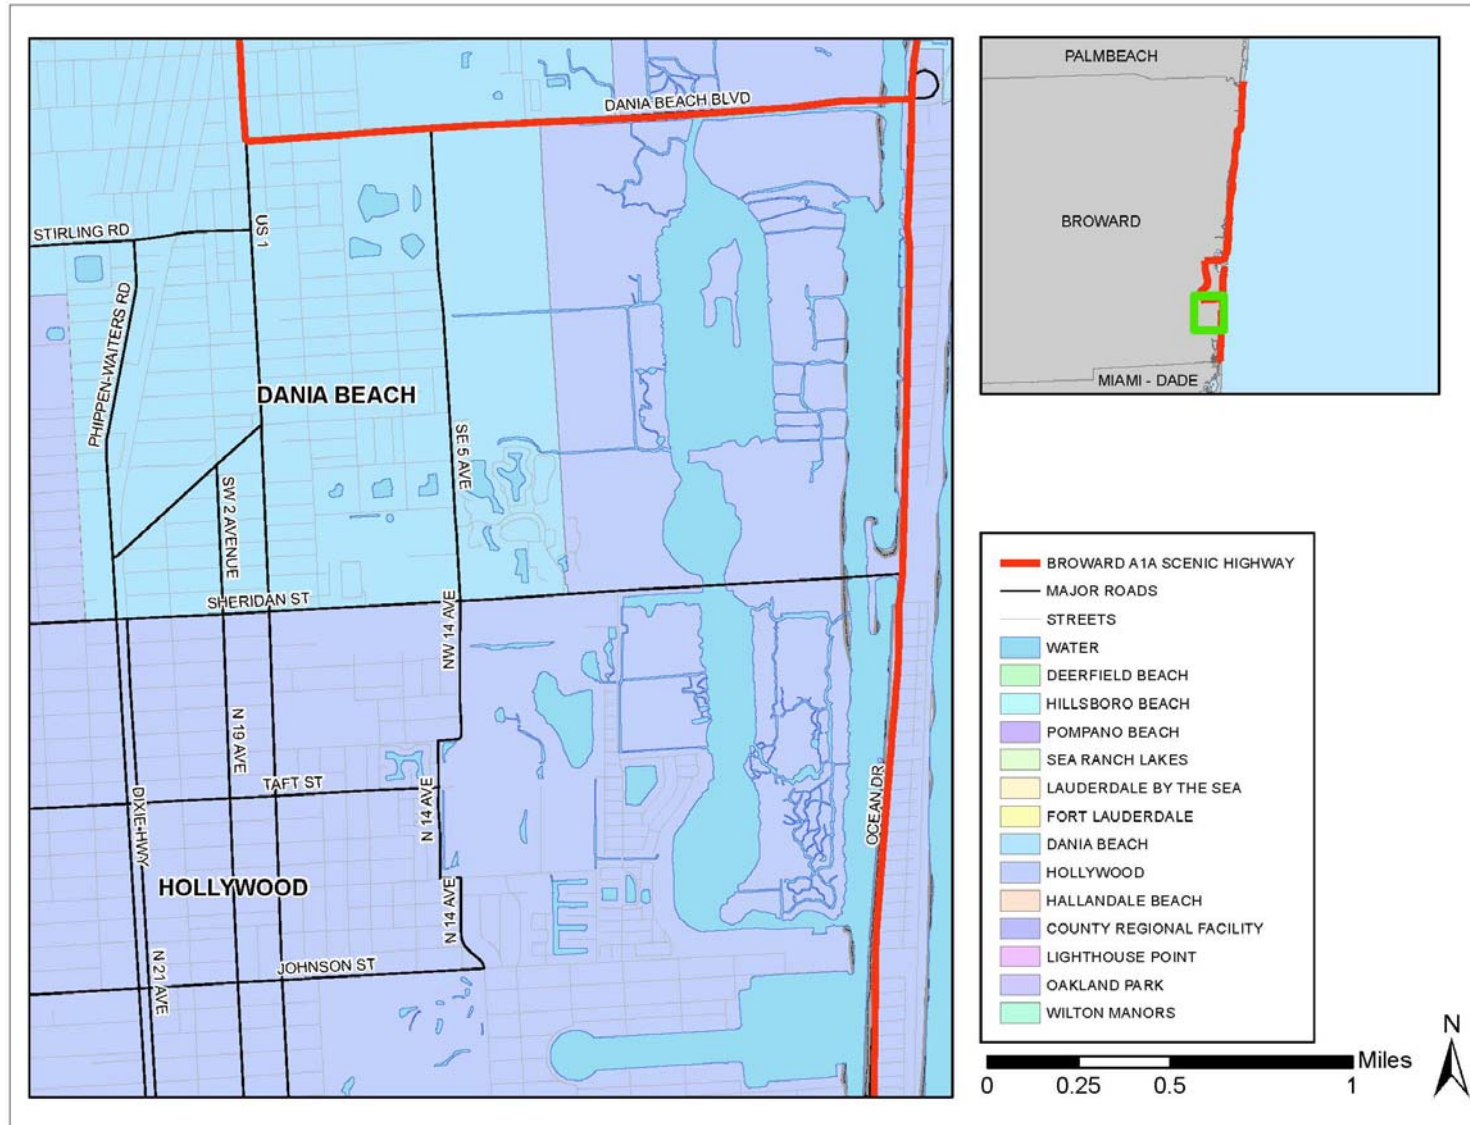 DANIA BEACH BLVD
STIRLING RD
US 1
PHIPPEN-WAITERS RD
DANIA BEACH
SE 5 AVE
SW 2 AVENUE
SHERIDAN ST
NW 14 AVE
N 19 AVE
TAFT ST
DIXIE HWY
N 14 AVE
OCEAN DR
HOLLYWOOD
N 14 AVE
N 21 AVE
JOHNSON ST
PALMBEACH
BROWARD
MIAMI - DADE
BROWARD A1A SCENIC HIGHWAY
MAJOR ROADS
STREETS
WATER
DEERFIELD BEACH
HILLSBORO BEACH
POMPANO BEACH
SEA RANCH LAKES
LAUDERDALE BY THE SEA
FORT LAUDERDALE
DANIA BEACH
HOLLYWOOD
HALLANDALE BEACH
COUNTY REGIONAL FACILITY
LIGHTHOUSE POINT
OAKLAND PARK
WILTON MANORS
N
Miles
0 0.25 0.5 1